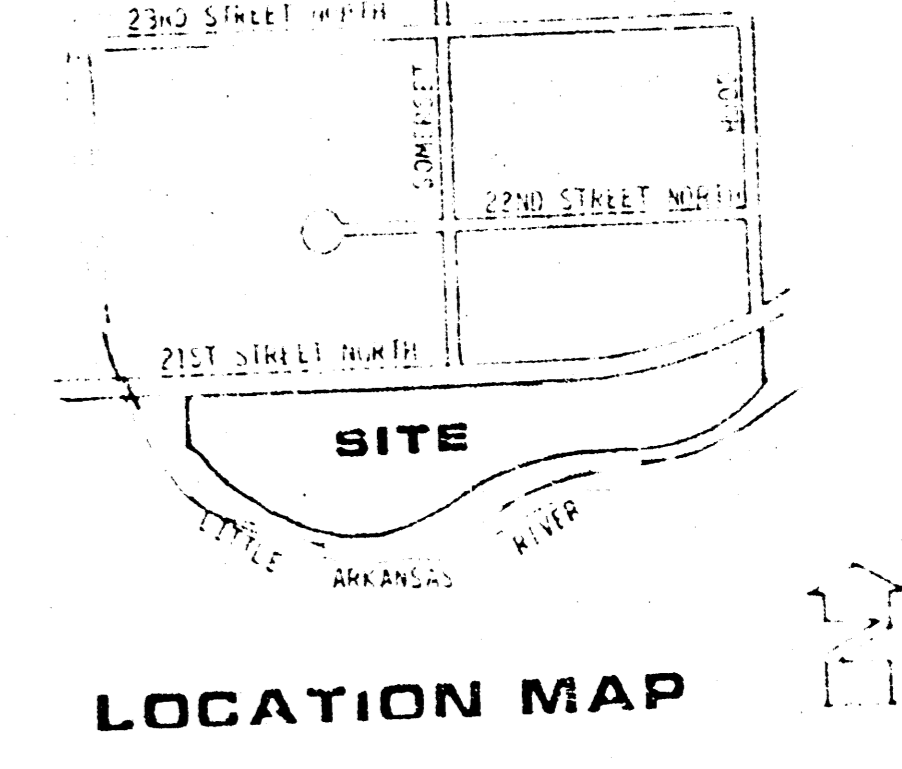 23RD STREET NORTH
SOMERSET
22ND STREET NORTH
21ST STREET NORTH
SITE
LITTLE
ARKANSAS
RIVER
LOCATION MAP